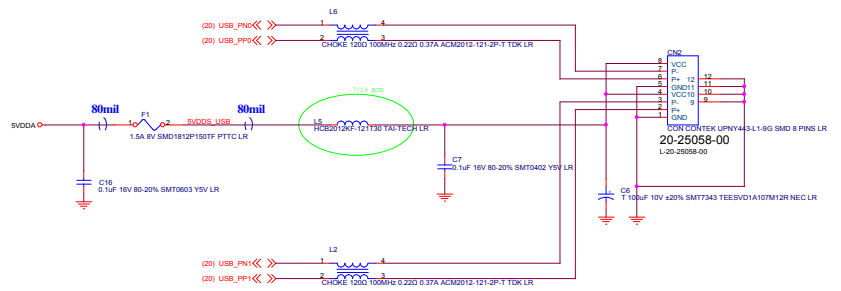 L6
(20) USB_PN0
1
4
(20) USB_PP0
2
3
CHOKE 120Ω 100MHz 0.22Ω 0.37A ACM2012-121-2P-T TDK LR
CN2
8 VCC
7 P-
6 P+ 12 12
5 GND11 11
4 VCC10 10
3 P- 9 9
2 P+
1 GND
CON CONTEK UPNY443-L1-9G SMD 8 PINS LR
20-25058-00
L-20-25058-00
7/19 BOM
80mil
80mil
5VDDA
F1
1
2
5VDDS_USB
1.5A 8V SMD1812P150TF PTTC LR
L5
HCB2012KF-121T30 TAI-TECH LR
C7
0.1uF 16V 80-20% SMT0402 Y5V LR
C16
0.1uF 16V 80-20% SMT0603 Y5V LR
C6
+
T 100uF 10V ±20% SMT7343 TEESVD1A107M12R NEC LR
L2
(20) USB_PN1
1
4
(20) USB_PP1
2
3
CHOKE 120Ω 100MHz 0.22Ω 0.37A ACM2012-121-2P-T TDK LR